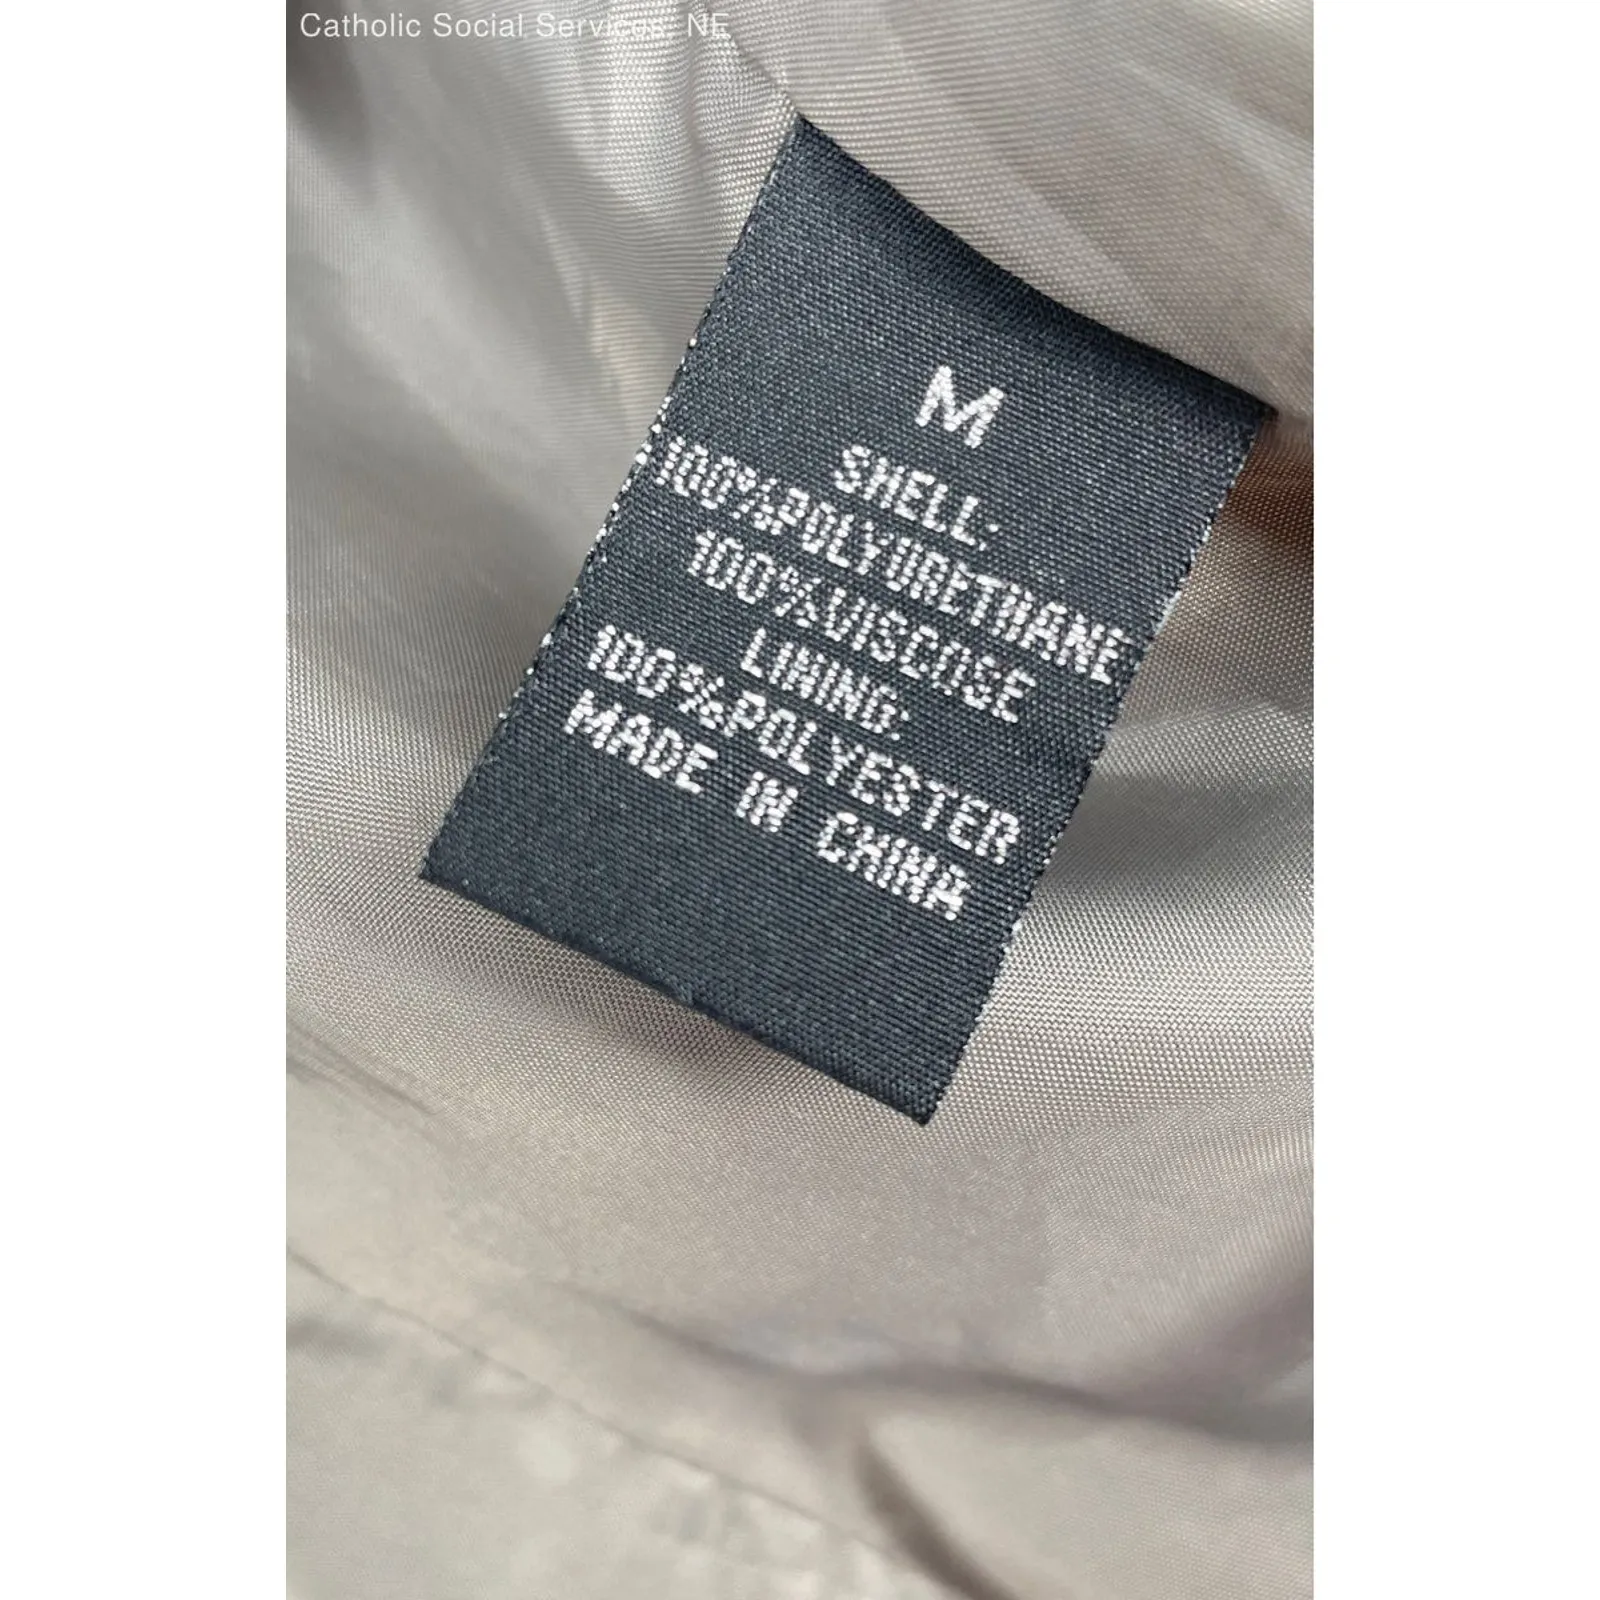 Catholic Social Services, NE
M
SHELL:
100%POLYURETHANE
100%VISCOSE
LINING:
100%POLYESTER
MADE IN CHINA